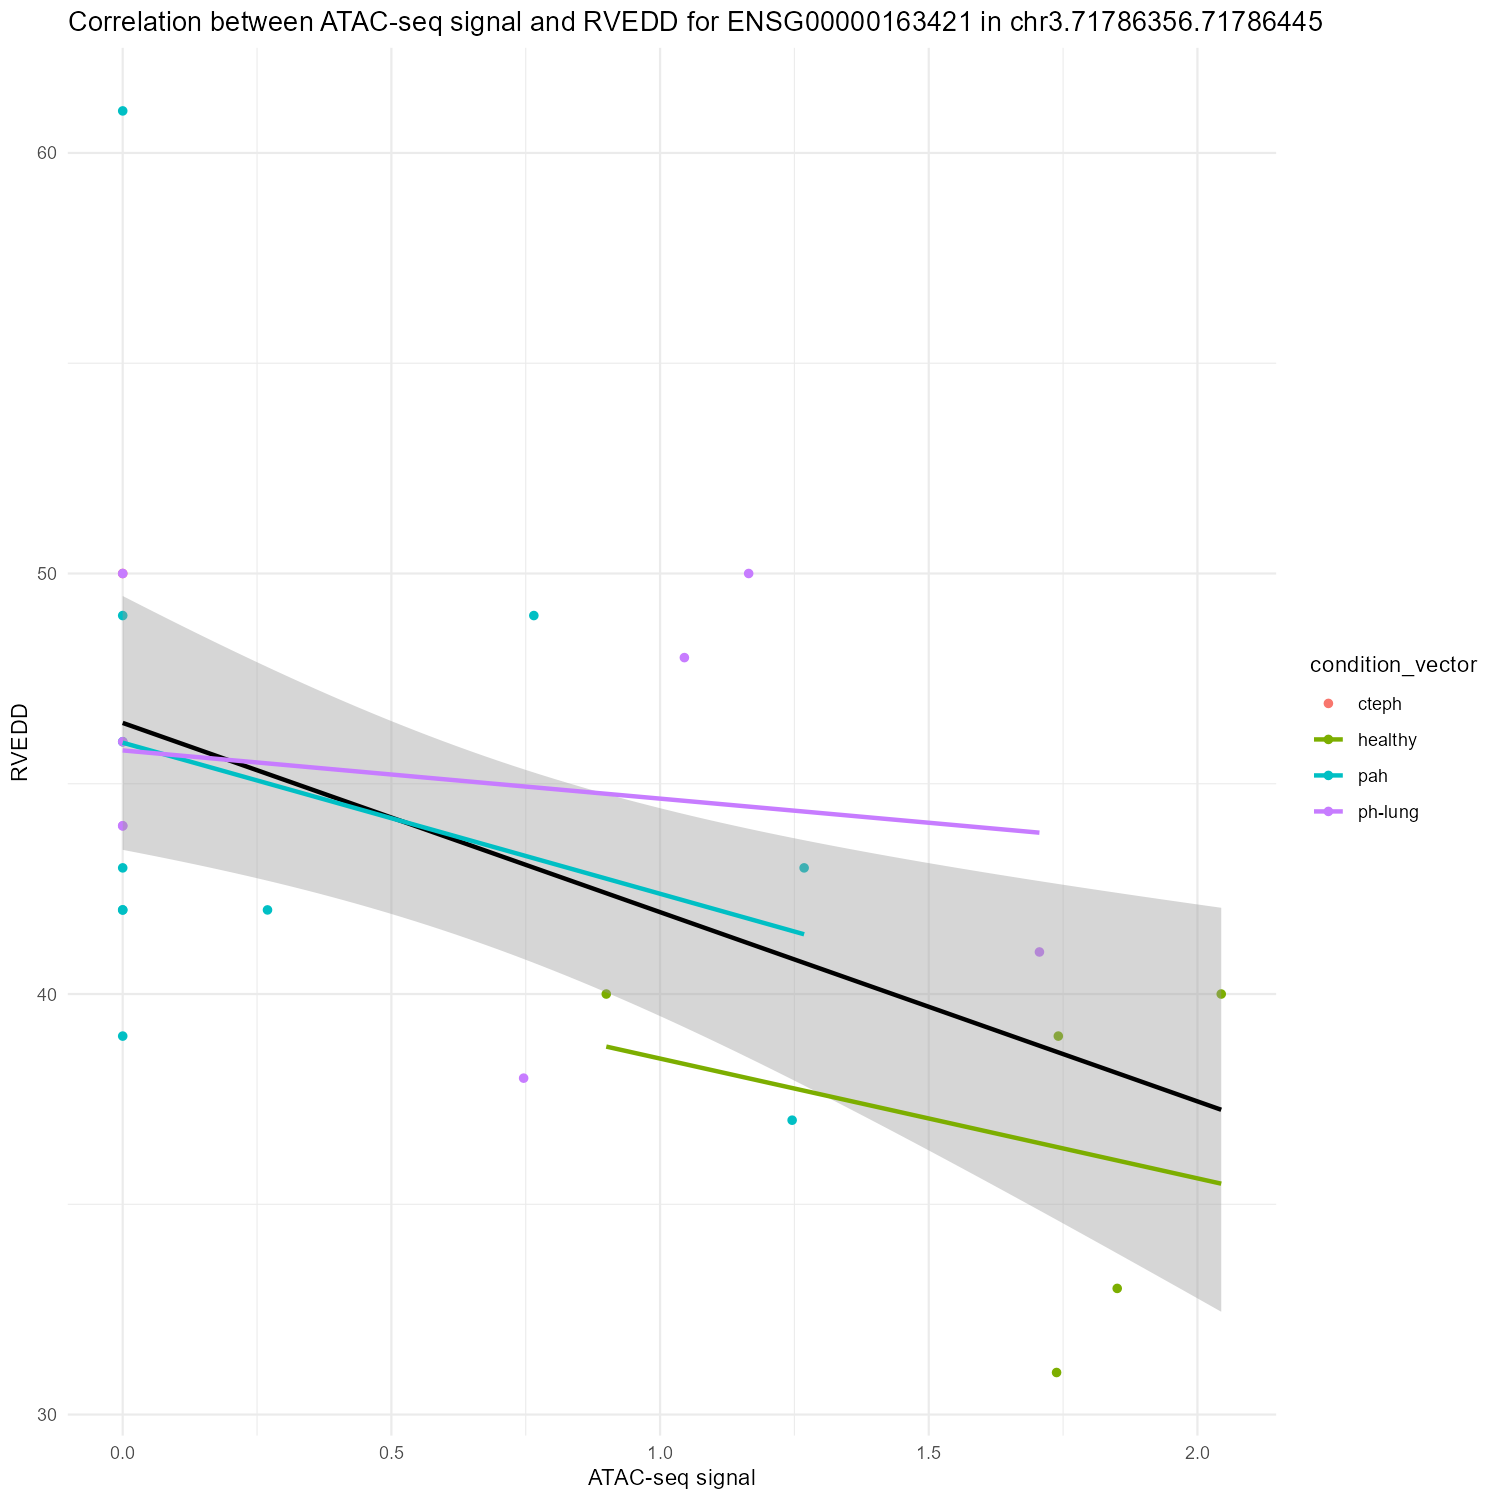 Correlation between ATAC-seq signal and RVEDD for ENSG00000163421 in chr3.71786356.71786445
60
50
40
30
RVEDD
0.0 0.5 1.0 1.5 2.0
ATAC-seq signal
condition_vector
cteph
healthy
pah
ph-lung